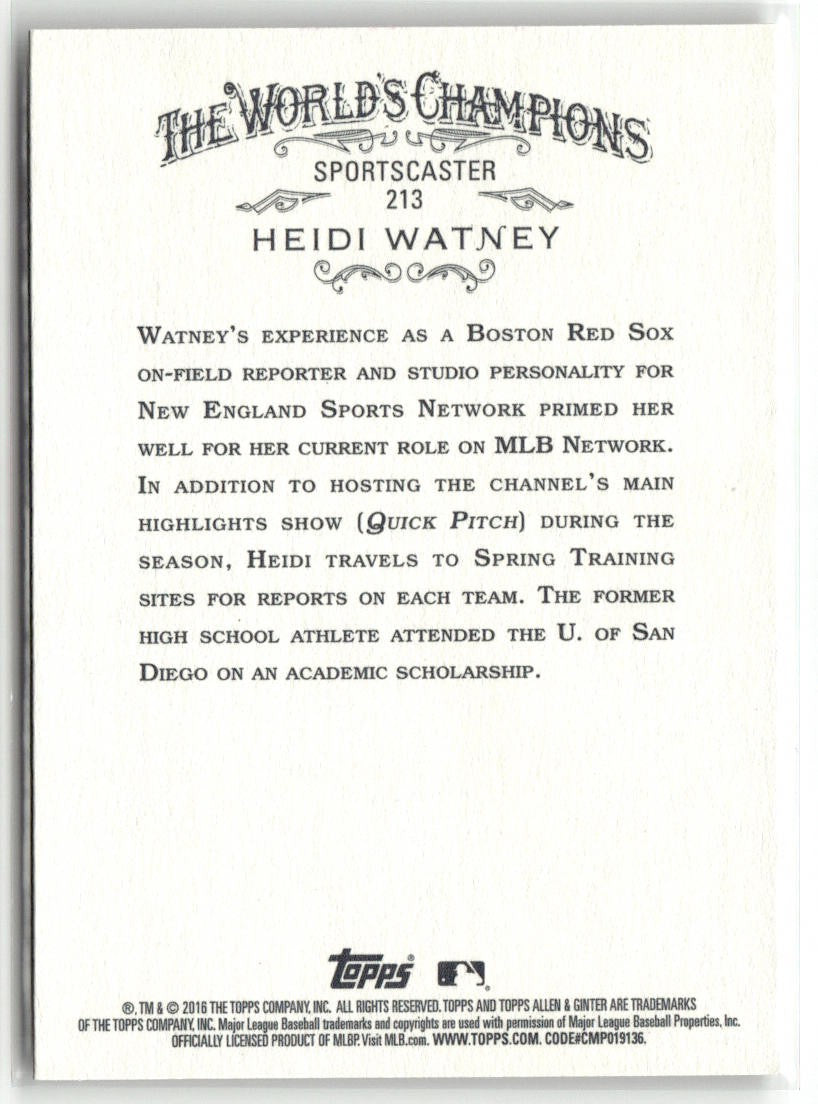 THE WORLD'S CHAMPIONS
SPORTSCASTER
213
HEIDI WATNEY
WATNEY'S EXPERIENCE AS A BOSTON RED SOX
ON-FIELD REPORTER AND STUDIO PERSONALITY FOR
NEW ENGLAND SPORTS NETWORK PRIMED HER
WELL FOR HER CURRENT ROLE ON MLB NETWORK.
IN ADDITION TO HOSTING THE CHANNEL'S MAIN
HIGHLIGHTS SHOW (QUICK PITCH) DURING THE
SEASON, HEIDI TRAVELS TO SPRING TRAINING
SITES FOR REPORTS ON EACH TEAM. THE FORMER
HIGH SCHOOL ATHLETE ATTENDED THE U. OF SAN
DIEGO ON AN ACADEMIC SCHOLARSHIP.
Topps®
®, TM & © 2016 THE TOPPS COMPANY, INC. ALL RIGHTS RESERVED. TOPPS AND TOPPS ALLEN & GINTER ARE TRADEMARKS
OF THE TOPPS COMPANY, INC. Major League Baseball trademarks and copyrights are used with permission of Major League Baseball Properties, Inc.
OFFICIALLY LICENSED PRODUCT OF MLBP. Visit MLB.com. WWW.TOPPS.COM. CODE#CMP019136.